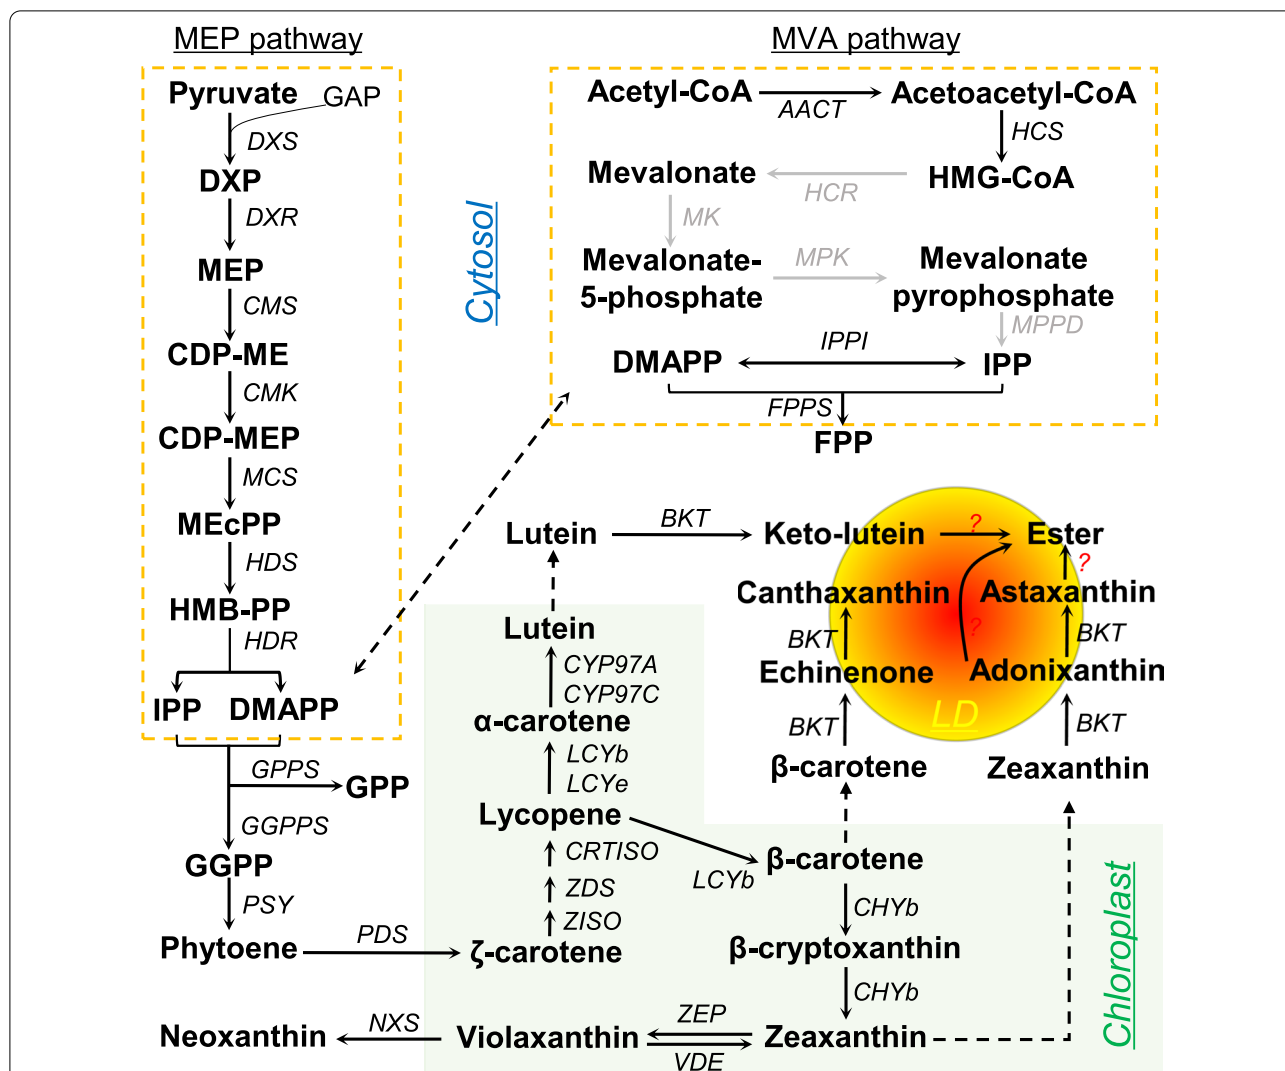 MEP pathway
Pyruvate
GAP
DXS
DXP
DXR
MEP
CMS
CDP-ME
CMK
CDP-MEP
MCS
MEcPP
HDS
HMB-PP
HDR
IPP
DMAPP
GPPS
GPP
GGPPS
GGPP
PSY
Phytoene
PDS
Cytosol
MVA pathway
Acetyl-CoA
AACT
Acetoacetyl-CoA
HCS
Mevalonate
HCR
HMG-CoA
MK
Mevalonate-
5-phosphate
MPK
Mevalonate
pyrophosphate
MPPD
DMAPP
IPPI
IPP
FPPS
FPP
Lutein
BKT
Keto-lutein
?
Ester
?
Canthaxanthin
Astaxanthin
BKT
?
BKT
Echinenone
Adonixanthin
LD
BKT
BKT
β-carotene
Zeaxanthin
Lutein
CYP97A
CYP97C
α-carotene
LCYb
LCYe
Lycopene
CRTISO
ZDS
ZISO
ζ-carotene
LCYb
β-carotene
CHYb
β-cryptoxanthin
CHYb
Neoxanthin
NXS
Violaxanthin
ZEP
VDE
Zeaxanthin
Chloroplast